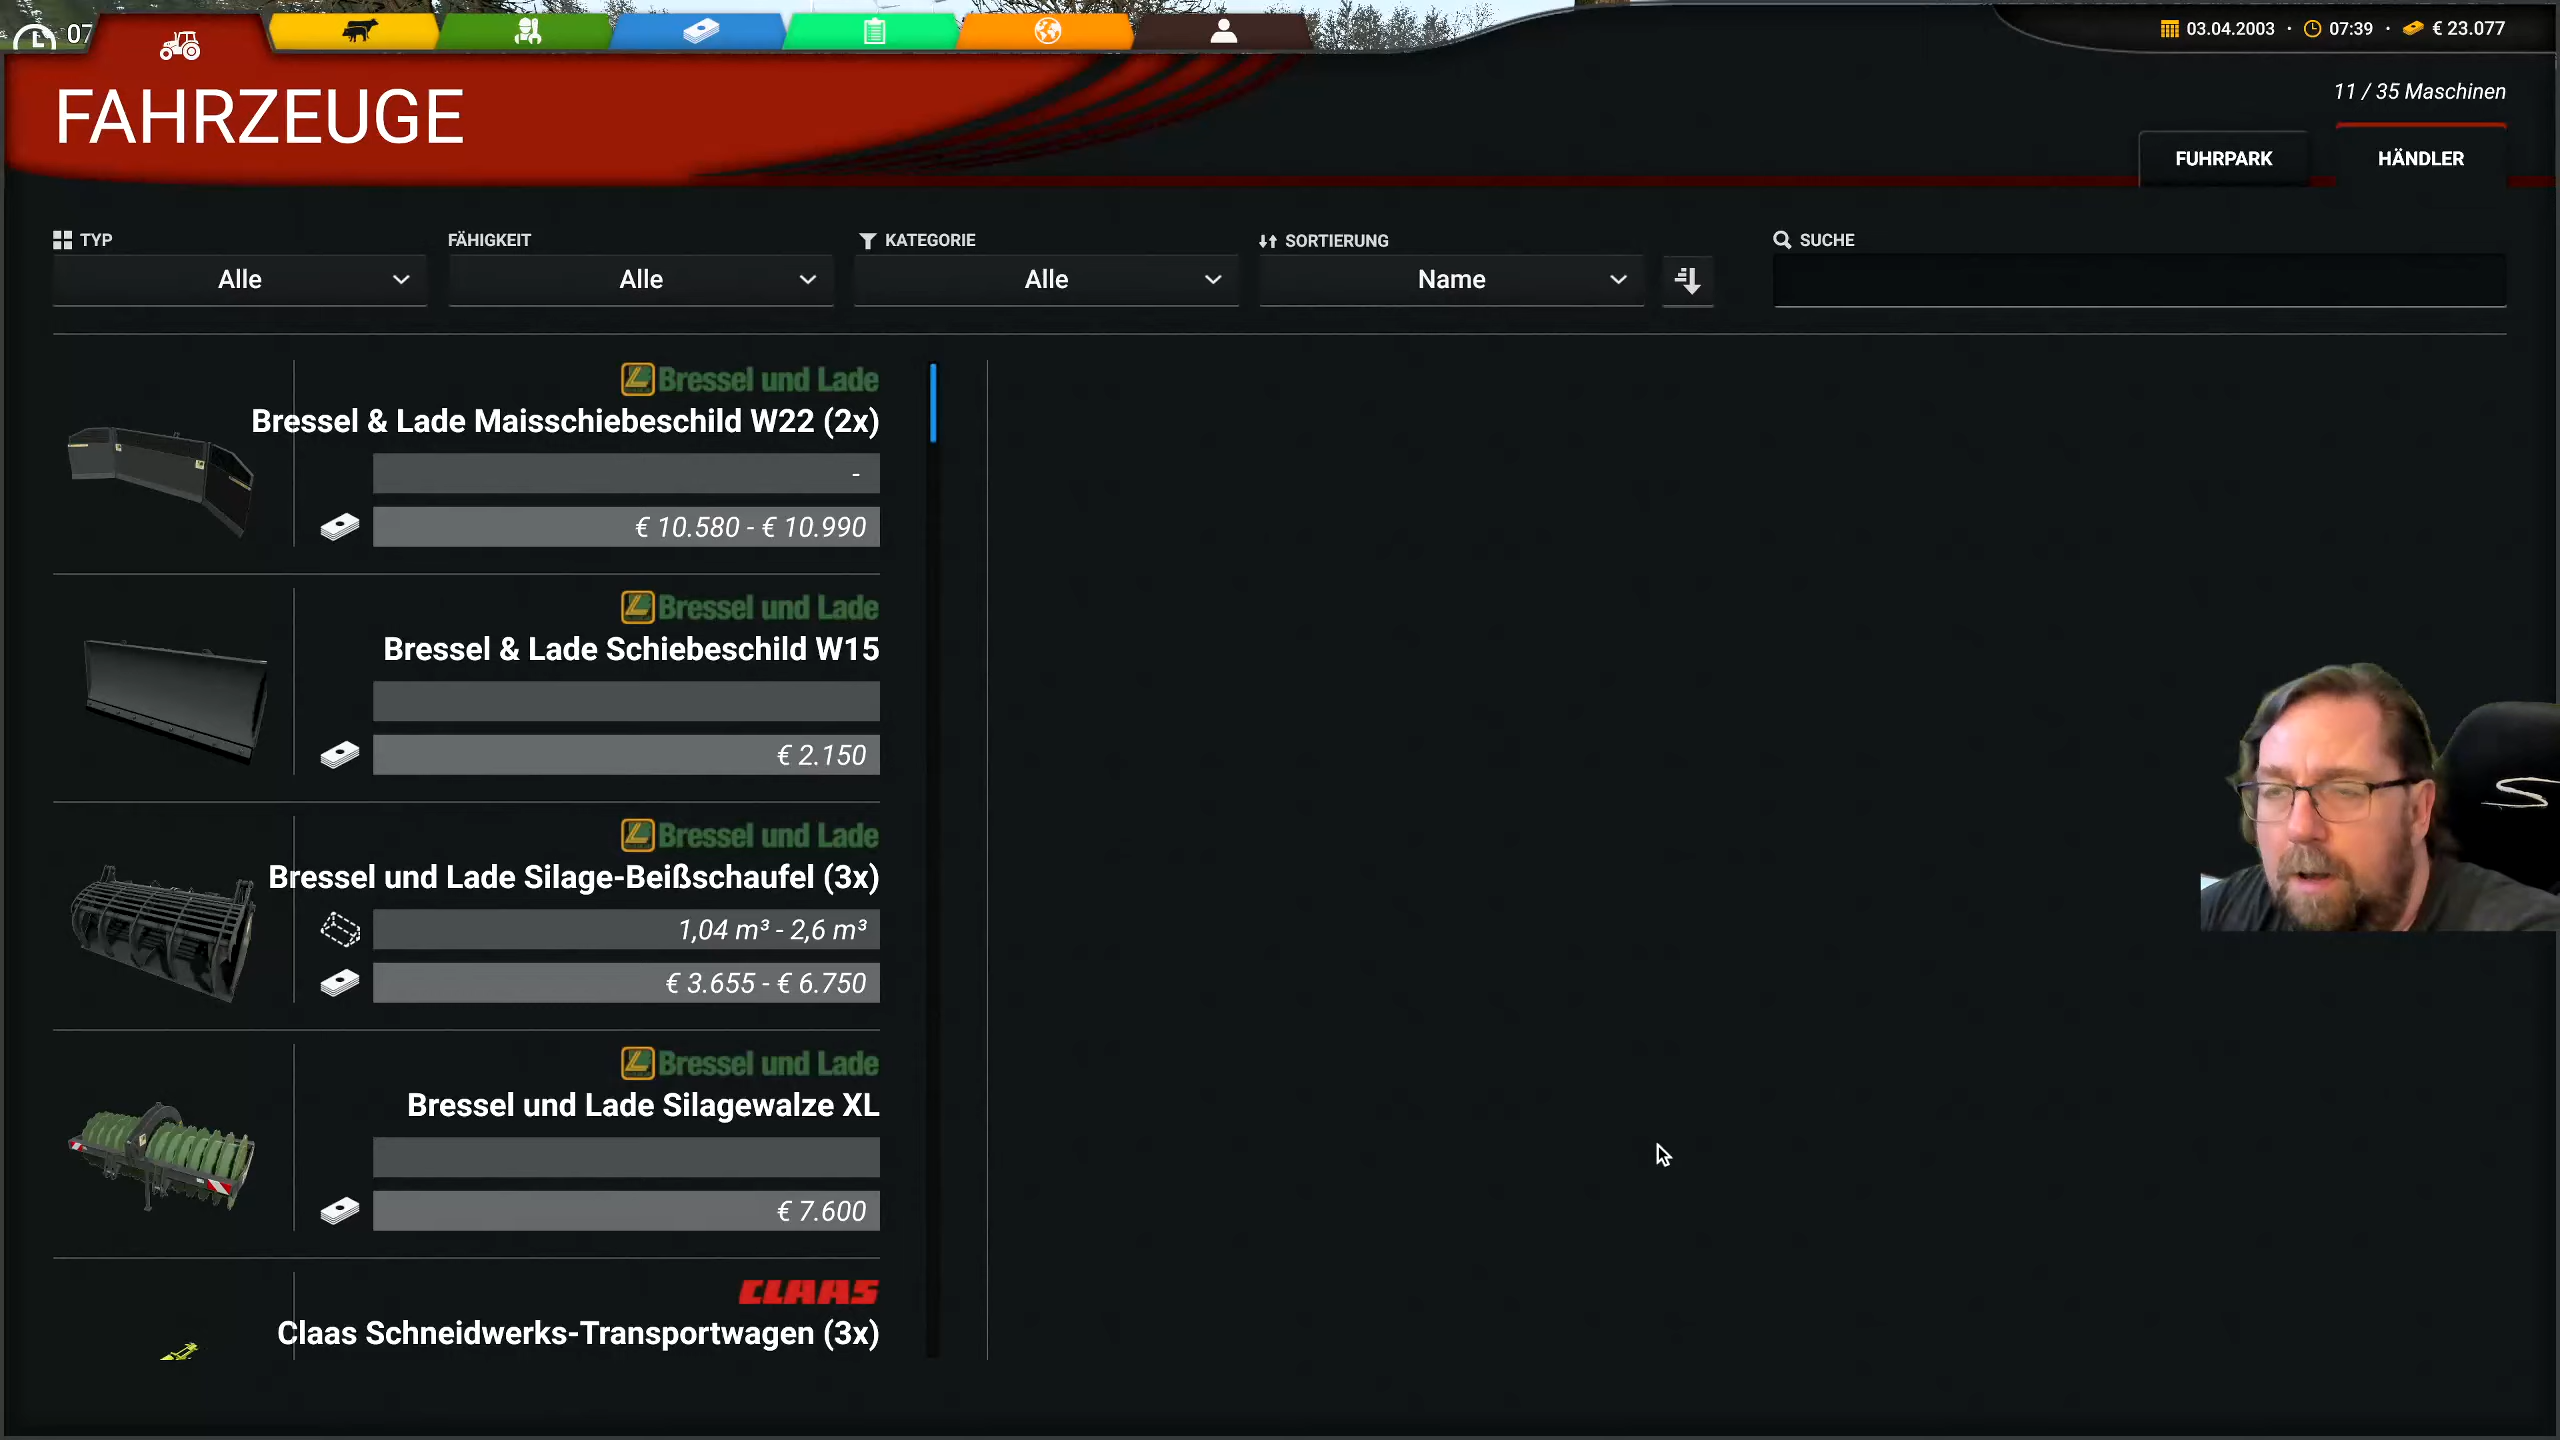 07
03.04.2003 · 07:39 · € 23.077
FAHRZEUGE
11 / 35 Maschinen
FUHRPARK
HÄNDLER
TYP
FÄHIGKEIT
KATEGORIE
SORTIERUNG
SUCHE
Alle
Alle
Alle
Name
Bressel und Lade
Bressel & Lade Maisschiebeschild W22 (2x)
-
€ 10.580 - € 10.990
Bressel und Lade
Bressel & Lade Schiebeschild W15
€ 2.150
Bressel und Lade
Bressel und Lade Silage-Beißschaufel (3x)
1,04 m³ - 2,6 m³
€ 3.655 - € 6.750
Bressel und Lade
Bressel und Lade Silagewalze XL
€ 7.600
CLAAS
Claas Schneidwerks-Transportwagen (3x)
S